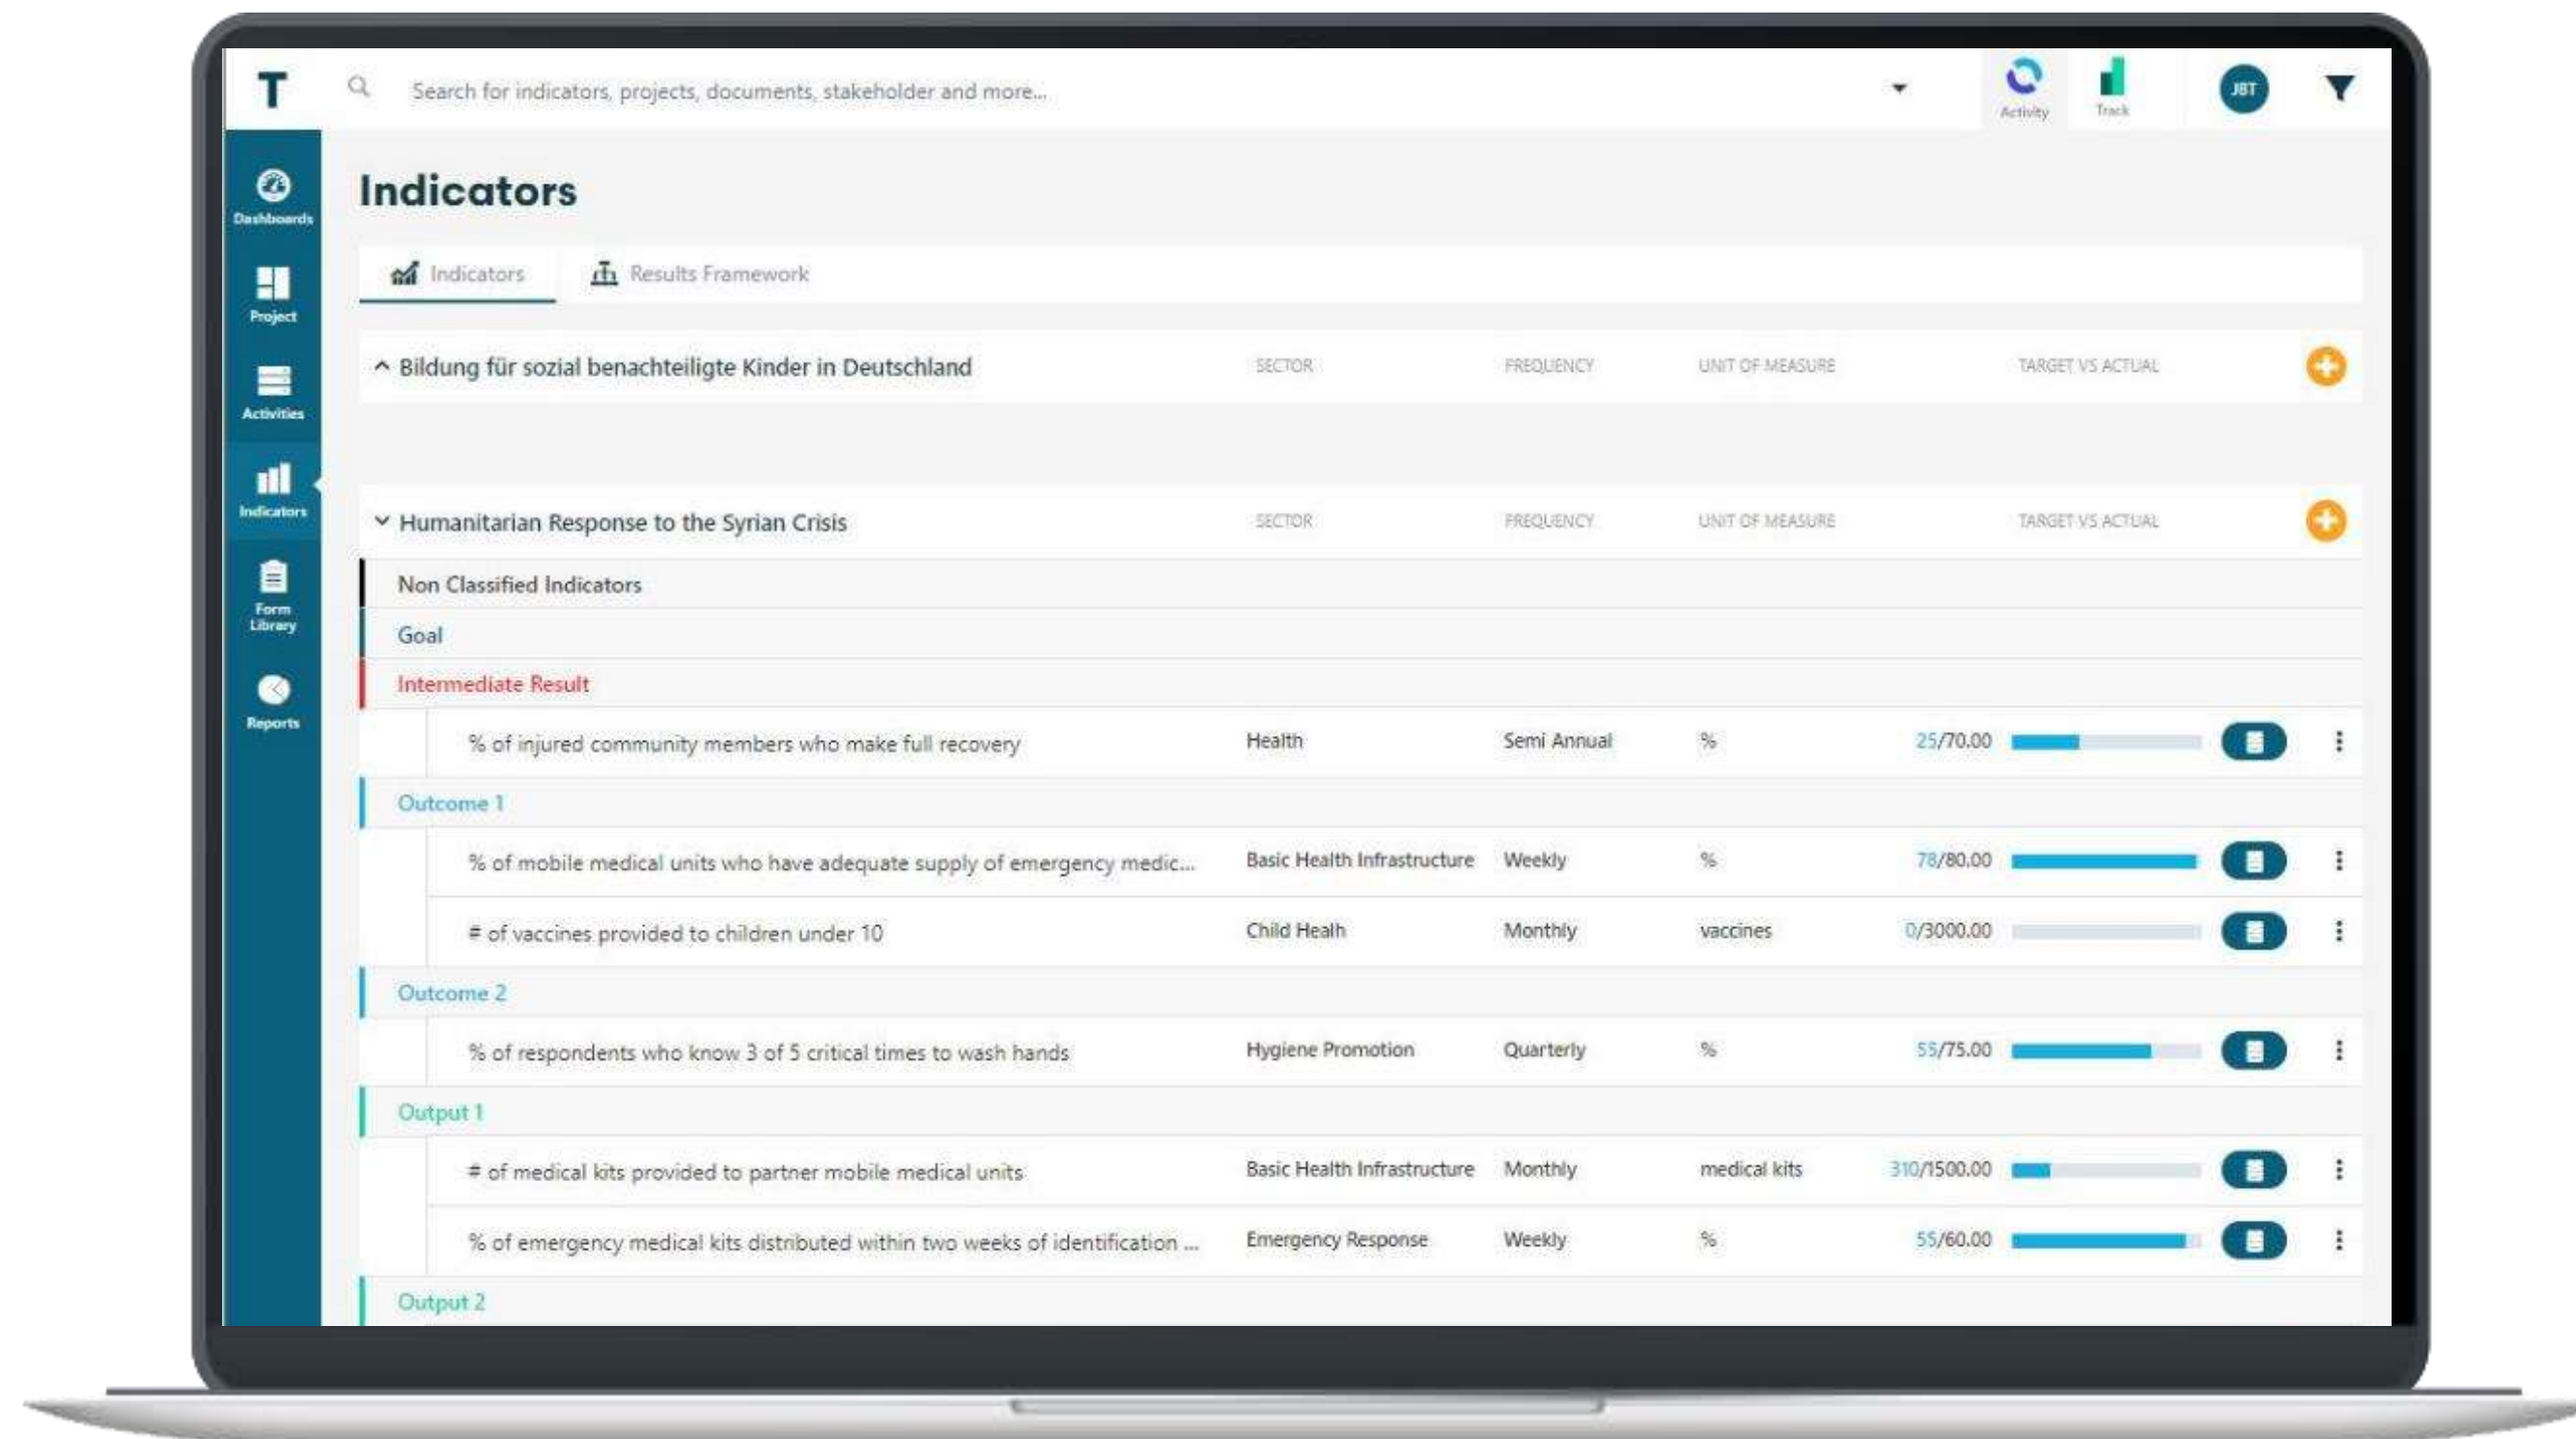 T
Search for indicators, projects, documents, stakeholder and more...
Activity
Track
JBT
Dashboards
Project
Activities
Indicators
Form
Library
Reports
Indicators
Indicators
Results Framework
Bildung für sozial benachteiligte Kinder in Deutschland SECTOR FREQUENCY UNIT OF MEASURE TARGET VS ACTUAL
Humanitarian Response to the Syrian Crisis SECTOR FREQUENCY UNIT OF MEASURE TARGET VS ACTUAL
Non Classified Indicators
Goal
Intermediate Result
% of injured community members who make full recovery Health Semi Annual % 25/70.00
Outcome 1
% of mobile medical units who have adequate supply of emergency medic... Basic Health Infrastructure Weekly % 78/80.00
# of vaccines provided to children under 10 Child Healh Monthly vaccines 0/3000.00
Outcome 2
% of respondents who know 3 of 5 critical times to wash hands Hygiene Promotion Quarterly % 55/75.00
Output 1
# of medical kits provided to partner mobile medical units Basic Health Infrastructure Monthly medical kits 310/1500.00
% of emergency medical kits distributed within two weeks of identification ... Emergency Response Weekly % 55/60.00
Output 2